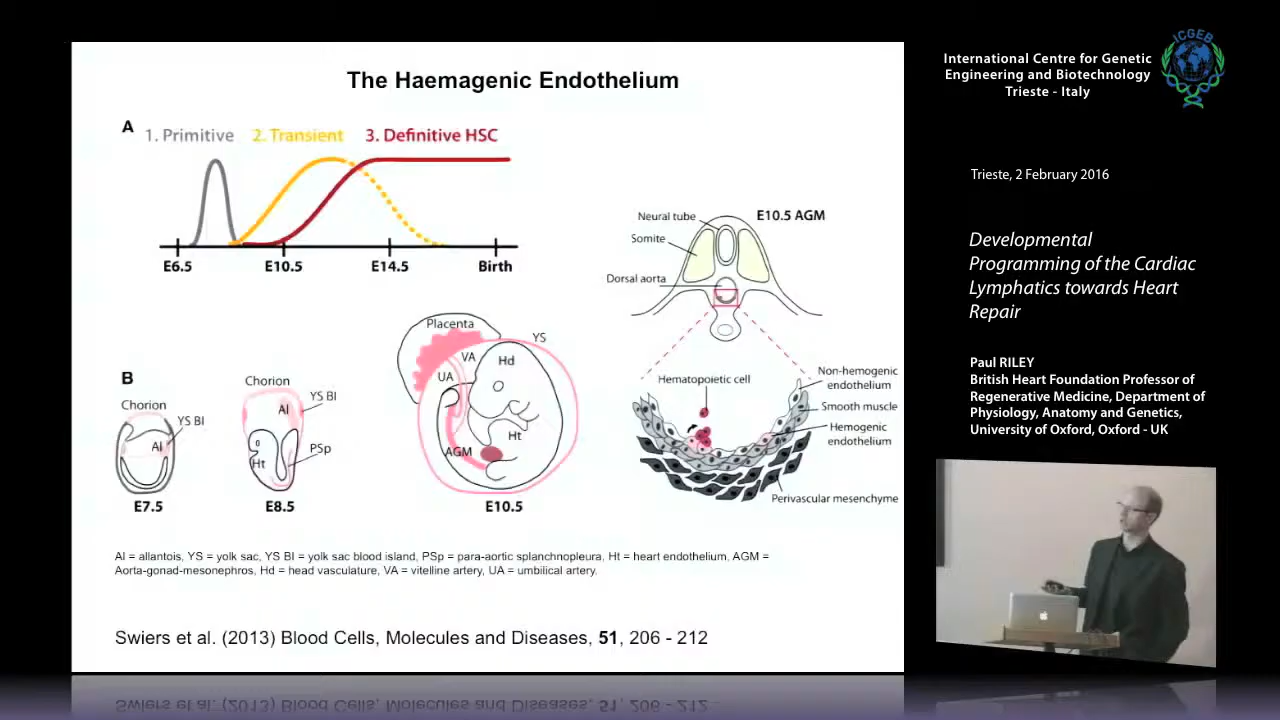 The Haemagenic Endothelium
A
1. Primitive
2. Transient
3. Definitive HSC
E6.5
E10.5
E14.5
Birth
E10.5 AGM
Neural tube
Somite
Dorsal aorta
Hematopoietic cell
Non-hemogenic
endothelium
Smooth muscle
Hemogenic
endothelium
Perivascular mesenchyme
B
Chorion
YS BI
Al
E7.5
Chorion
YS BI
Al
PSp
Ht
E8.5
Placenta
YS
VA
Hd
UA
Ht
AGM
E10.5
Al = allantois, YS = yolk sac, YS BI = yolk sac blood island, PSp = para-aortic splanchnopleura, Ht = heart endothelium, AGM =
Aorta-gonad-mesonephros, Hd = head vasculature, VA = vitelline artery, UA = umbilical artery.
Swiers et al. (2013) Blood Cells, Molecules and Diseases, 51, 206 - 212
International Centre for Genetic
Engineering and Biotechnology
Trieste - Italy
ICGEB
Trieste, 2 February 2016
Developmental
Programming of the Cardiac
Lymphatics towards Heart
Repair
Paul RILEY
British Heart Foundation Professor of
Regenerative Medicine, Department of
Physiology, Anatomy and Genetics,
University of Oxford, Oxford - UK